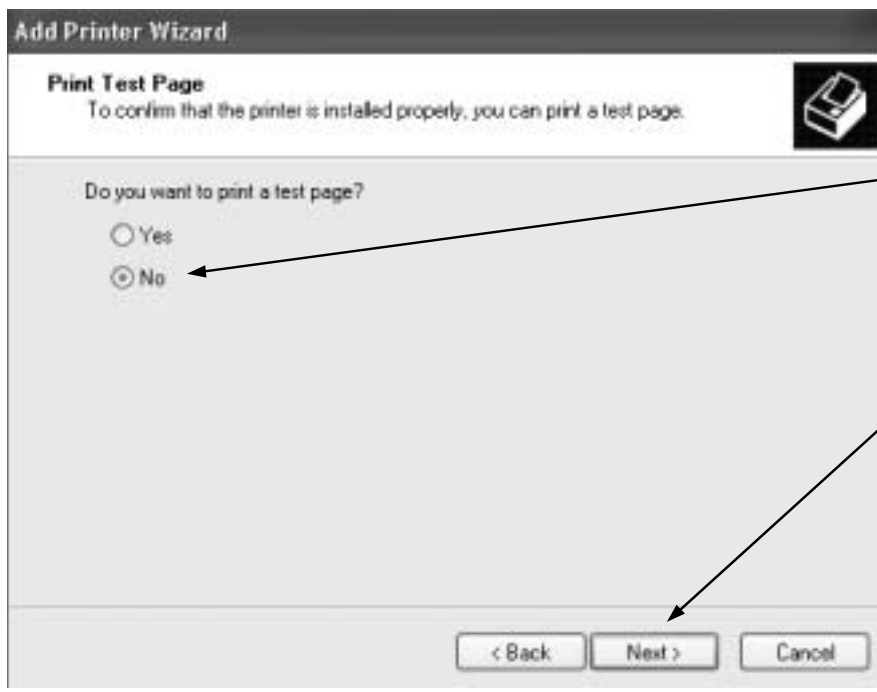 Add Printer Wizard
Print Test Page
To confirm that the printer is installed properly, you can print a test page.
Do you want to print a test page?
Yes
No
< Back Next > Cancel